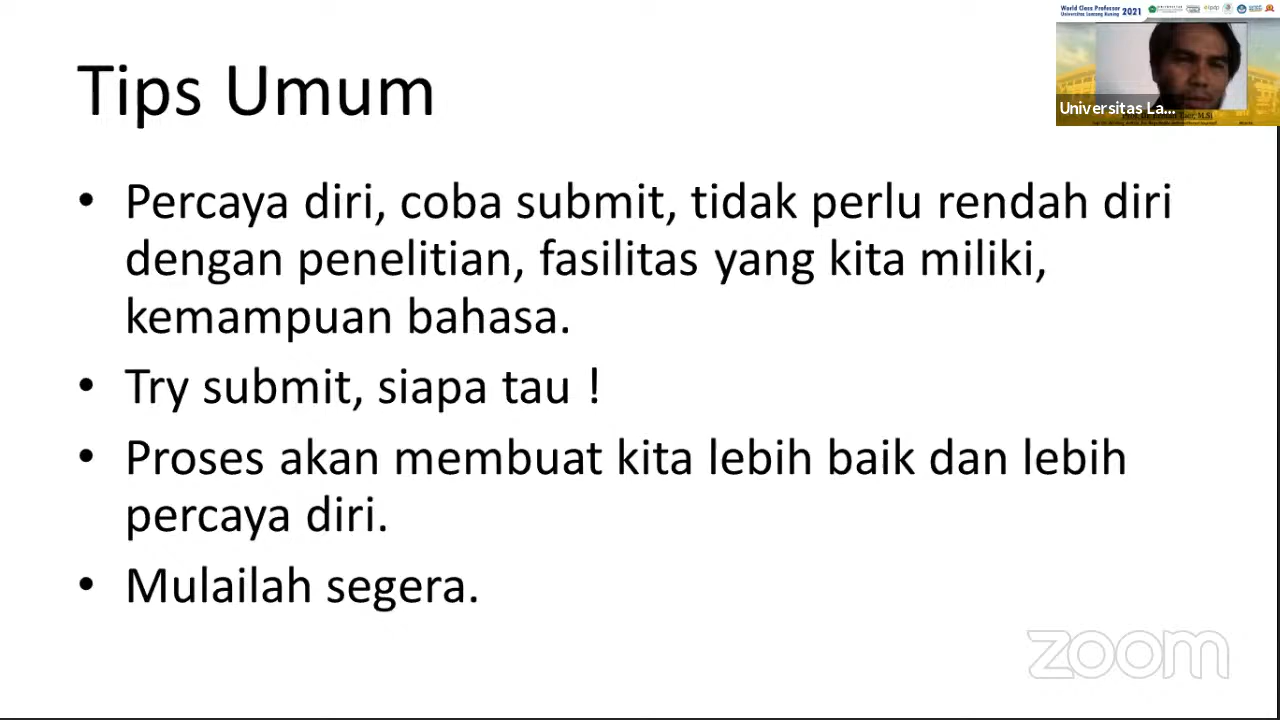 World Class Professor
Universitas Lancang Kuning 2021
Tips Umum
Universitas La...
• Percaya diri, coba submit, tidak perlu rendah diri
dengan penelitian, fasilitas yang kita miliki,
kemampuan bahasa.
• Try submit, siapa tau !
• Proses akan membuat kita lebih baik dan lebih
percaya diri.
• Mulailah segera.
zoom